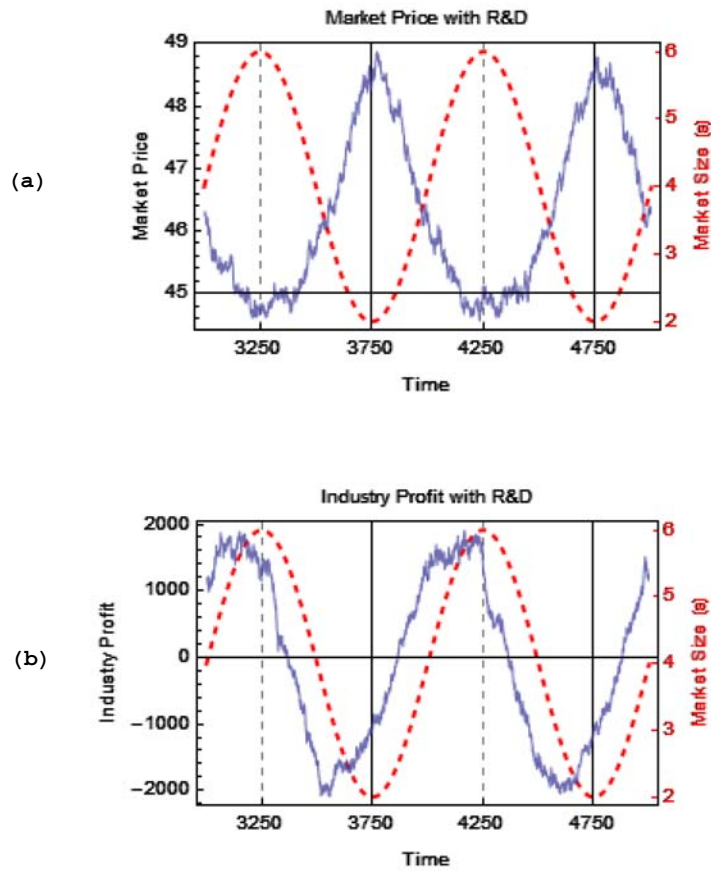 Market Price with R&D
(a)
Market Price
49
48
47
46
45
6
5
4
3
2
Market Size (s)
3250 3750 4250 4750
Time
Industry Profit with R&D
(b)
Industry Profit
2000
1000
0
−1000
−2000
6
5
4
3
2
Market Size (s)
3250 3750 4250 4750
Time